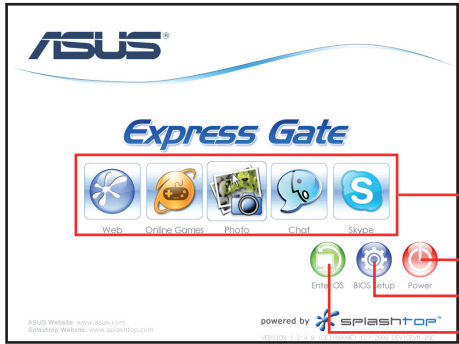 ASUS®
Express Gate
Web Online Games Photo Chat Skype
Enter OS BIOS Setup Power
ASUS Website: www.asus.com
Splashtop Website: www.splashtop.com
powered by splashtop™